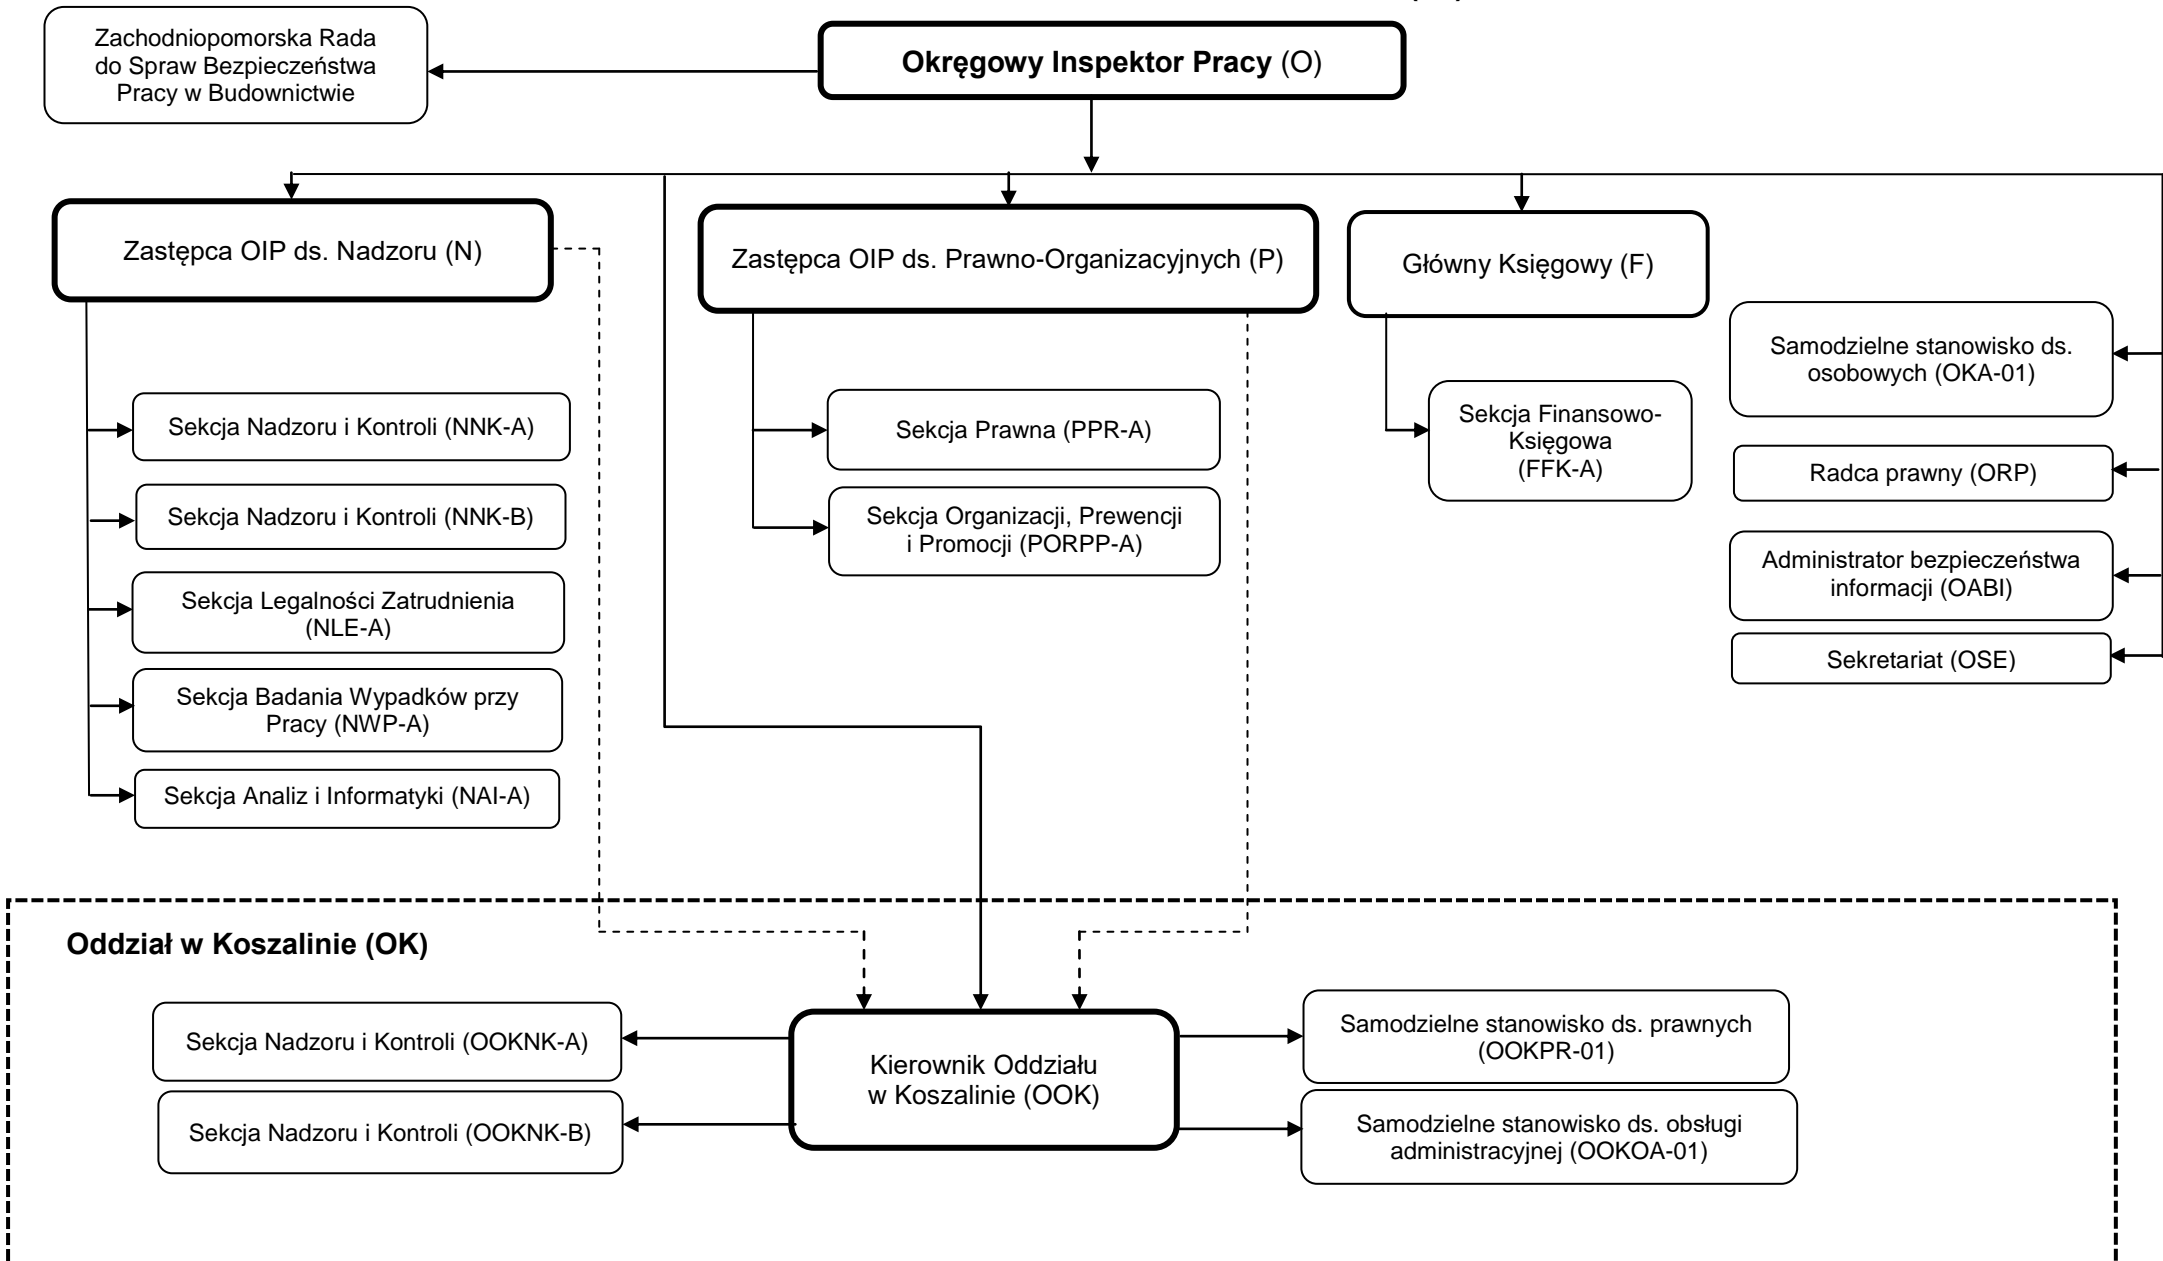 Zachodniopomorska Rada
do Spraw Bezpieczeństwa
Pracy w Budownictwie
Okręgowy Inspektor Pracy (O)
Zastępca OIP ds. Nadzoru (N)
Zastępca OIP ds. Prawno-Organizacyjnych (P)
Główny Księgowy (F)
Samodzielne stanowisko ds.
osobowych (OKA-01)
Sekcja Nadzoru i Kontroli (NNK-A)
Sekcja Prawna (PPR-A)
Sekcja Finansowo-
Księgowa
(FFK-A)
Radca prawny (ORP)
Sekcja Nadzoru i Kontroli (NNK-B)
Sekcja Organizacji, Prewencji
i Promocji (PORPP-A)
Administrator bezpieczeństwa
informacji (OABI)
Sekcja Legalności Zatrudnienia
(NLE-A)
Sekretariat (OSE)
Sekcja Badania Wypadków przy
Pracy (NWP-A)
Sekcja Analiz i Informatyki (NAI-A)
Oddział w Koszalinie (OK)
Sekcja Nadzoru i Kontroli (OOKNK-A)
Sekcja Nadzoru i Kontroli (OOKNK-B)
Kierownik Oddziału
w Koszalinie (OOK)
Samodzielne stanowisko ds. prawnych
(OOKPR-01)
Samodzielne stanowisko ds. obsługi
administracyjnej (OOKOA-01)